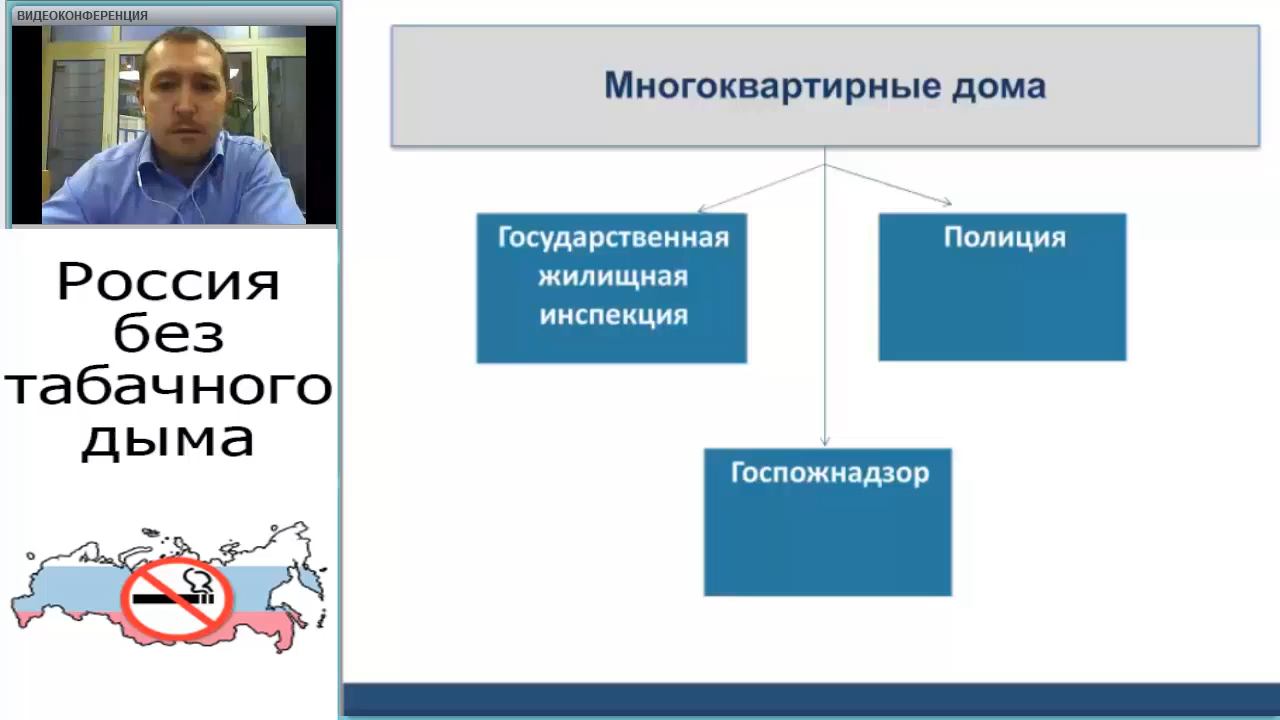 ВИДЕОКОНФЕРЕНЦИЯ
Россия
без
табачного
дыма
Многоквартирные дома
Государственная
жилищная
инспекция
Полиция
Госпожнадзор